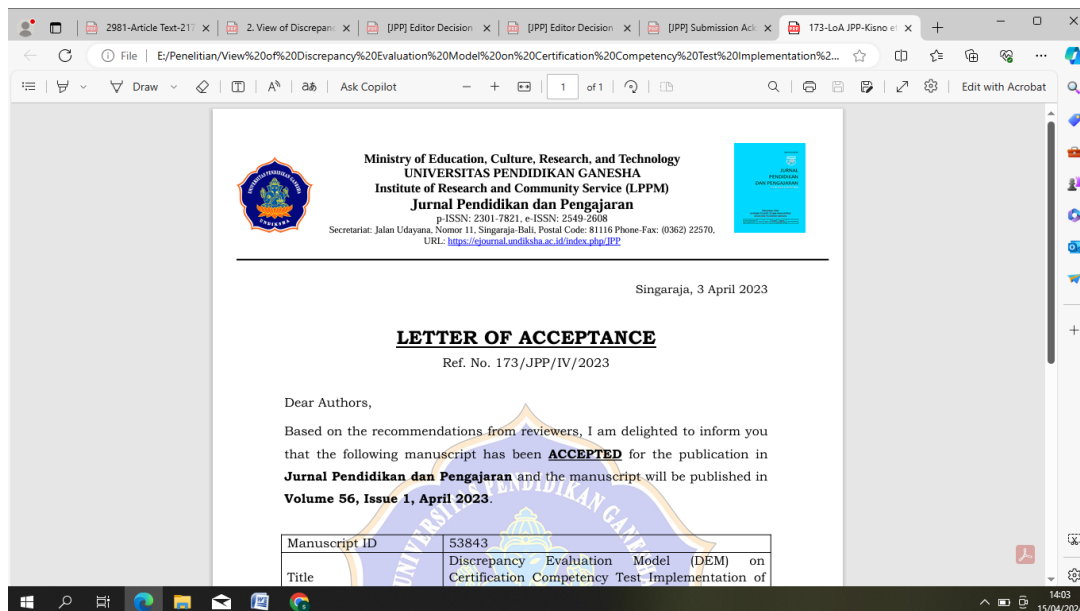 2981-Article Text-217
2. View of Discrepanc
[JPP] Editor Decision
[JPP] Editor Decision
[JPP] Submission Ack
173-LoA JPP-Kisno et
File
E:/Penelitian/View%20of%20Discrepancy%20Evaluation%20Model%20on%20Certification%20Competency%20Test%20Implementation%2...
Draw
Ask Copilot
1
of 1
Edit with Acrobat
Ministry of Education, Culture, Research, and Technology
UNIVERSITAS PENDIDIKAN GANESHA
Institute of Research and Community Service (LPPM)
Jurnal Pendidikan dan Pengajaran
p-ISSN: 2301-7821, e-ISSN: 2549-2608
Secretariat: Jalan Udayana, Nomor 11, Singaraja-Bali, Postal Code: 81116 Phone-Fax: (0362) 22570,
URL: https://ejournal.undiksha.ac.id/index.php/JPP
JURNAL
PENDIDIKAN
DAN PENGAJARAN
UNIVERSITAS PENDIDIKAN GANESHA
UNDIKSHA
Singaraja, 3 April 2023
LETTER OF ACCEPTANCE
Ref. No. 173/JPP/IV/2023
Dear Authors,
Based on the recommendations from reviewers, I am delighted to inform you
that the following manuscript has been ACCEPTED for the publication in
Jurnal Pendidikan dan Pengajaran and the manuscript will be published in
Volume 56, Issue 1, April 2023.
UNIVERSITAS PENDIDIKAN GANE
Manuscript ID 53843
Discrepancy Evaluation Model (DEM) on
Title Certification Competency Test Implementation of
14:03